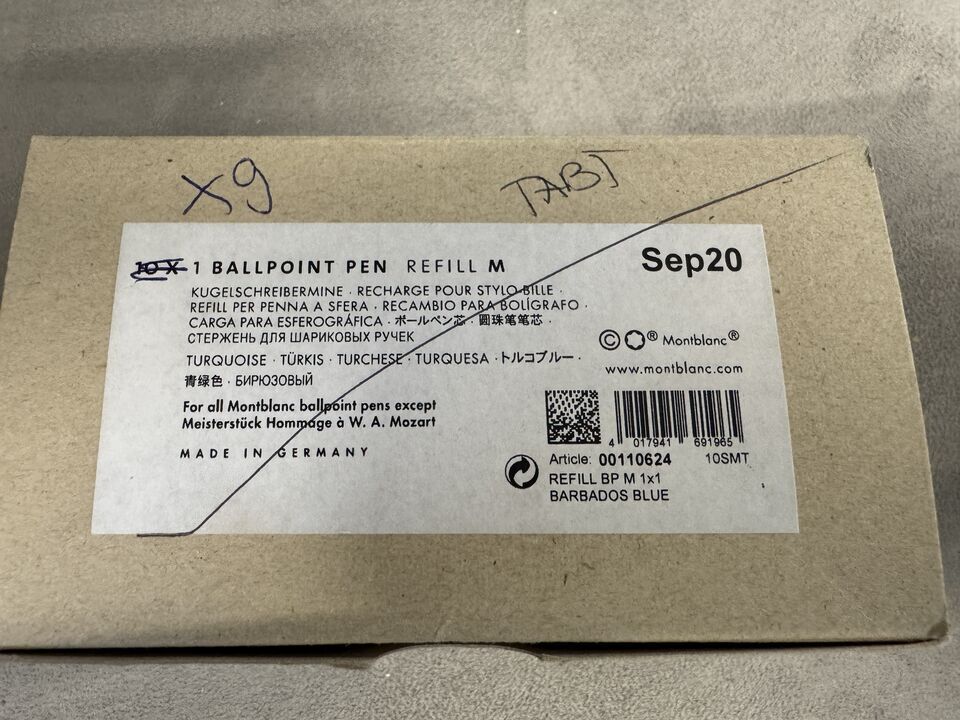 X9
TABT
10 X 1 BALLPOINT PEN REFILL M
Sep20
KUGELSCHREIBERMINE · RECHARGE POUR STYLO-BILLE ·
REFILL PER PENNA A SFERA · RECAMBIO PARA BOLÍGRAFO ·
CARGA PARA ESFEROGRÁFICA · ボールペン芯 · 圆珠笔笔芯 ·
СТЕРЖЕНЬ ДЛЯ ШАРИКОВЫХ РУЧЕК
TURQUOISE · TÜRKIS · TURCHESE · TURQUESA · トルコブルー ·
青绿色 · БИРЮЗОВЫЙ
For all Montblanc ballpoint pens except
Meisterstück Hommage à W. A. Mozart
MADE IN GERMANY
© ® Montblanc®
www.montblanc.com
4 017941 691965
Article: 00110624 10SMT
REFILL BP M 1x1
BARBADOS BLUE